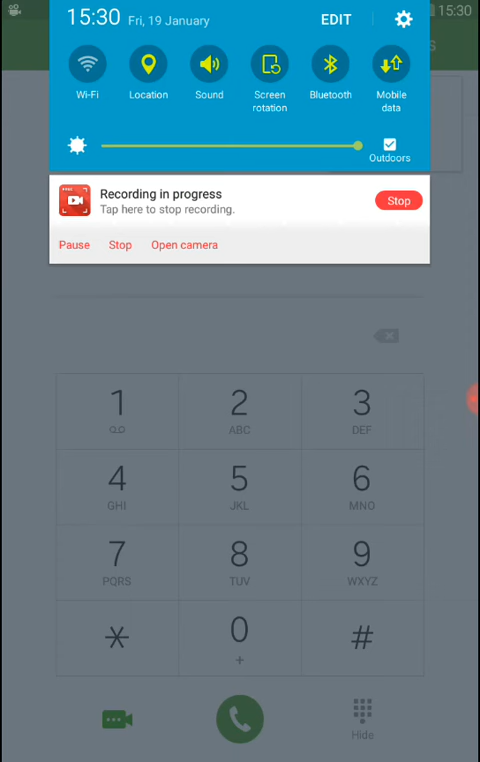 15:30 Fri, 19 January EDIT 15:30
S
Wi-Fi Location Sound Screen rotation Bluetooth Mobile data
Outdoors
Recording in progress
Tap here to stop recording.
Stop
Pause Stop Open camera
1 2 3
ABC DEF
4 5 6
GHI JKL MNO
7 8 9
PQRS TUV WXYZ
* 0 #
+
Hide